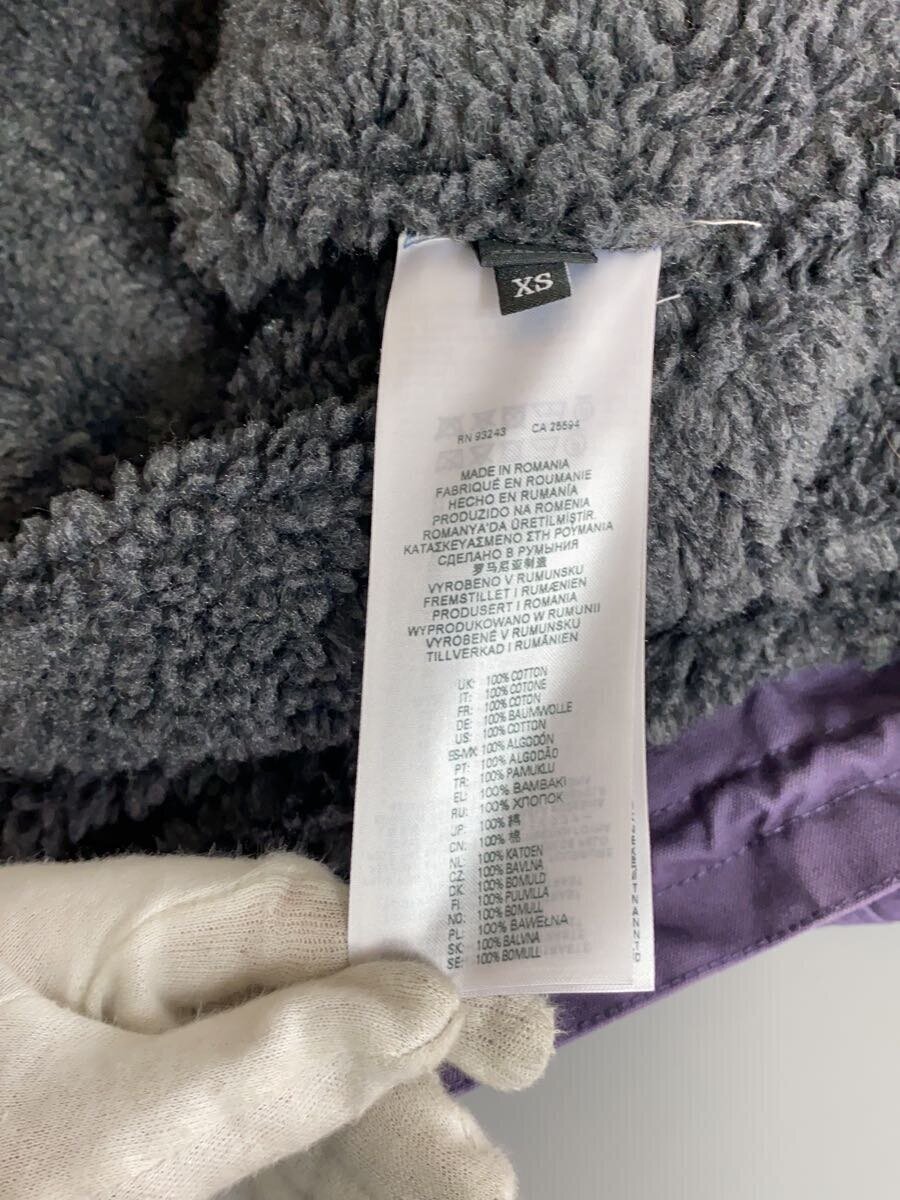 XS
RN 93243 CA 28594
MADE IN ROMANIA
FABRIQUÉ EN ROUMANIE
HECHO EN RUMANÍA
PRODUZIDO NA ROMENIA
ROMANYA'DA ÜRETİLMİŞTİR.
ΚΑΤΑΣΚΕΥΑΣΜΕΝΟ ΣΤΗ ΡΟΥΜΑΝΙΑ
СДЕЛАНО В РУМЫНИЯ
罗马尼亚制造
VYROBENO V RUMUNSKU
FREMSTILLET I RUMÆNIEN
PRODUSERT I ROMANIA
WYPRODUKOWANO W RUMUNII
VYROBENÉ V RUMUNSKU
TILLVERKAD I RUMÄNIEN
UK: 100% COTTON
IT: 100% COTONE
FR: 100% COTON
DE: 100% BAUMWOLLE
US: 100% COTTON
ES-MX: 100% ALGODÓN
PT: 100% ALGODÃO
TR: 100% PAMUKLU
EL: 100% ΒΑΜΒΑΚΙ
RU: 100% ХЛОПОК
JP: 100% 綿
CN: 100% 棉
NL: 100% KATOEN
CZ: 100% BAVLNA
DK: 100% BOMULD
FI: 100% PUUVILLA
NO: 100% BOMULL
PL: 100% BAWEŁNA
SK: 100% BALVNA
SE: 100% BOMULL